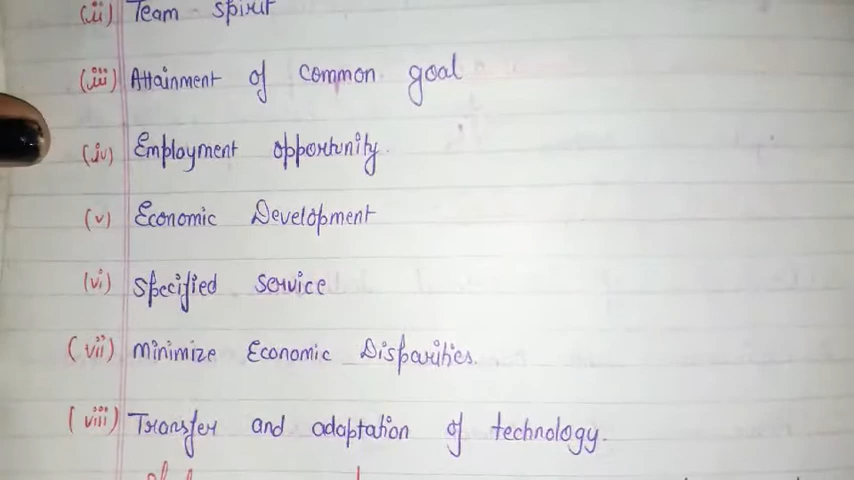 (ii) Team spirit
(iii) Attainment of common goal
(iv) Employment opportunity.
(v) Economic Development
(vi) Specified service
(vii) minimize Economic Disparities.
(viii) Transfer and adaptation of technology.